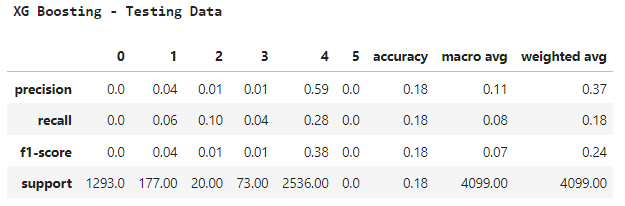 XG Boosting - Testing Data
0 1 2 3 4 5 accuracy macro avg weighted avg
precision 0.0 0.04 0.01 0.01 0.59 0.0 0.18 0.11 0.37
recall 0.0 0.06 0.10 0.04 0.28 0.0 0.18 0.08 0.18
f1-score 0.0 0.04 0.01 0.01 0.38 0.0 0.18 0.07 0.24
support 1293.0 177.00 20.00 73.00 2536.00 0.0 0.18 4099.00 4099.00